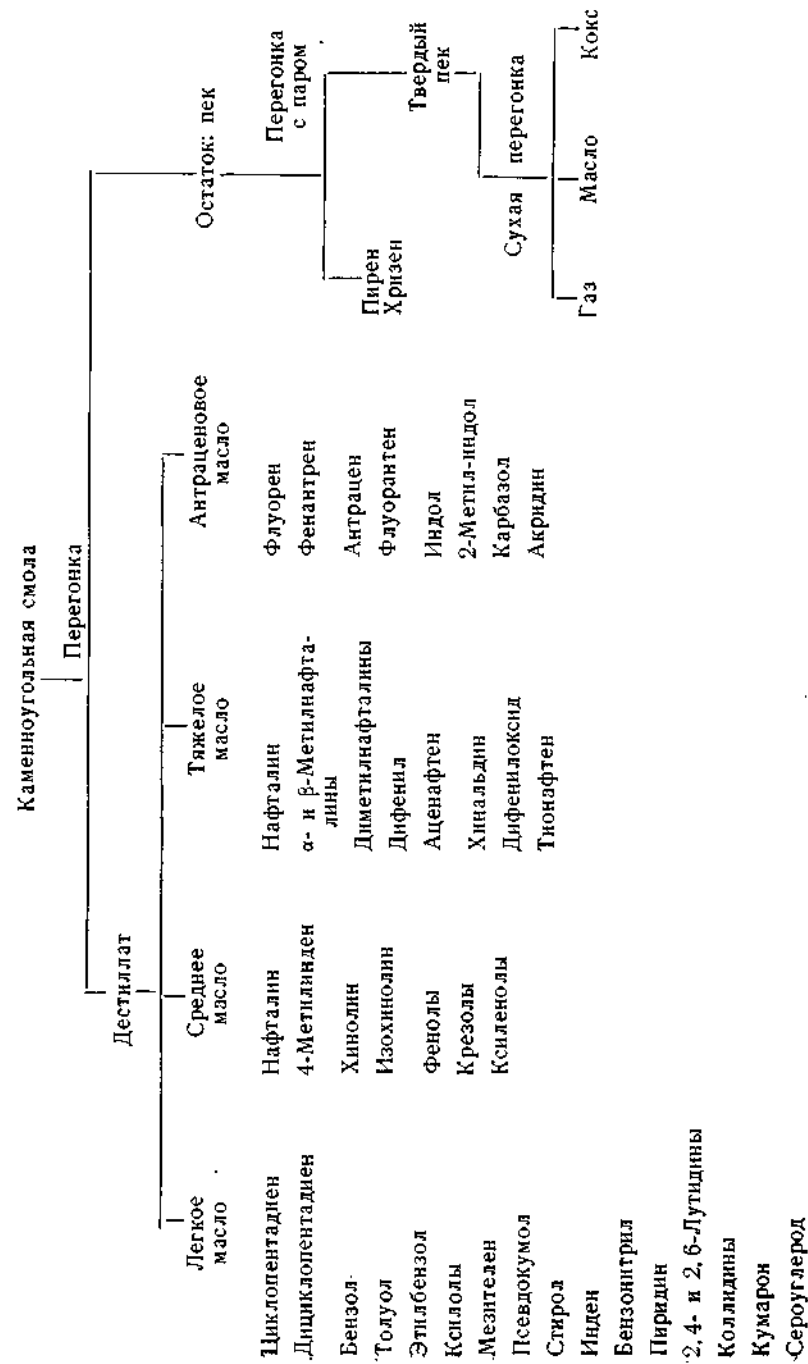 Каменноугольная смола
Перегонка
Дестиллат
Легкое
масло
Циклопентадиен
Дициклопентадиен
Бензол
Толуол
Этилбензол
Ксилолы
Мезителен
Псевдокумол
Стирол
Инден
Бензонитрил
Пиридин
2,4- и 2,6-Лутидины
Коллидины
Кумарон
Сероуглерод
Среднее
масло
Нафталин
4-Метилинден
Хинолин
Изохинолин
Фенолы
Крезолы
Ксиленолы
Тяжелое
масло
Нафталин
α- и β-Метилнафта-
лины
Диметилнафталины
Дифенил
Аценафтен
Хинальдин
Дифенилоксид
Тионафтен
Антраценовое
масло
Флуорен
Фенантрен
Антрацен
Флуорантен
Индол
2-Метил-индол
Карбазол
Акридин
Остаток: пек
Перегонка
с паром
Пирен
Хризен
Твердый
пек
Сухая перегонка
Газ
Масло
Кокс